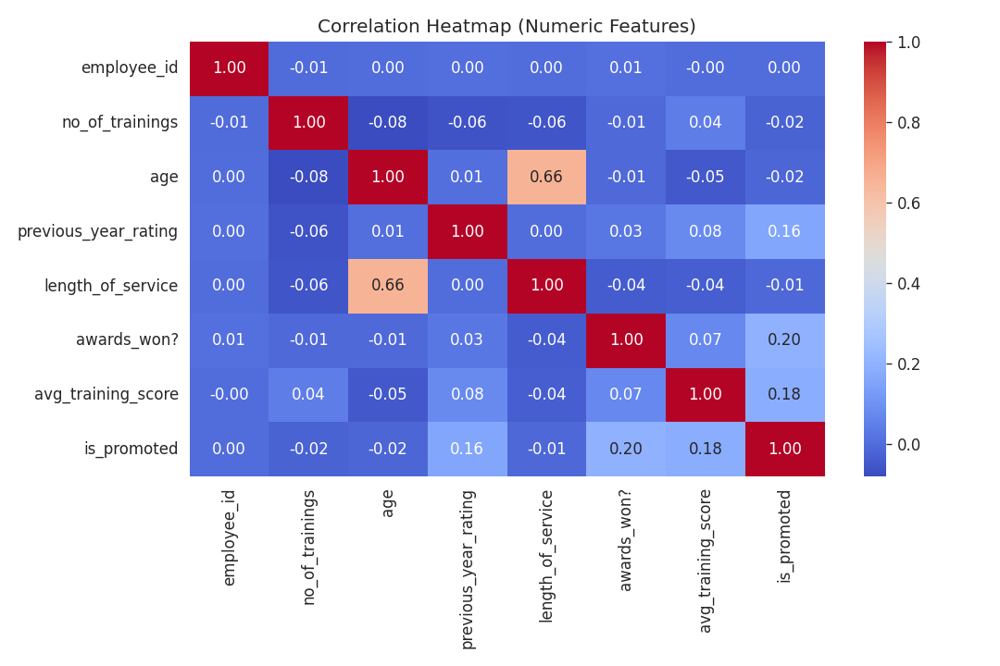 Correlation Heatmap (Numeric Features)
employee_id 1.00 -0.01 0.00 0.00 0.00 0.01 -0.00 0.00
no_of_trainings -0.01 1.00 -0.08 -0.06 -0.06 -0.01 0.04 -0.02
age 0.00 -0.08 1.00 0.01 0.66 -0.01 -0.05 -0.02
previous_year_rating 0.00 -0.06 0.01 1.00 0.00 0.03 0.08 0.16
length_of_service 0.00 -0.06 0.66 0.00 1.00 -0.04 -0.04 -0.01
awards_won? 0.01 -0.01 -0.01 0.03 -0.04 1.00 0.07 0.20
avg_training_score -0.00 0.04 -0.05 0.08 -0.04 0.07 1.00 0.18
is_promoted 0.00 -0.02 -0.02 0.16 -0.01 0.20 0.18 1.00
employee_id
no_of_trainings
age
previous_year_rating
length_of_service
awards_won?
avg_training_score
is_promoted
1.0
0.8
0.6
0.4
0.2
0.0